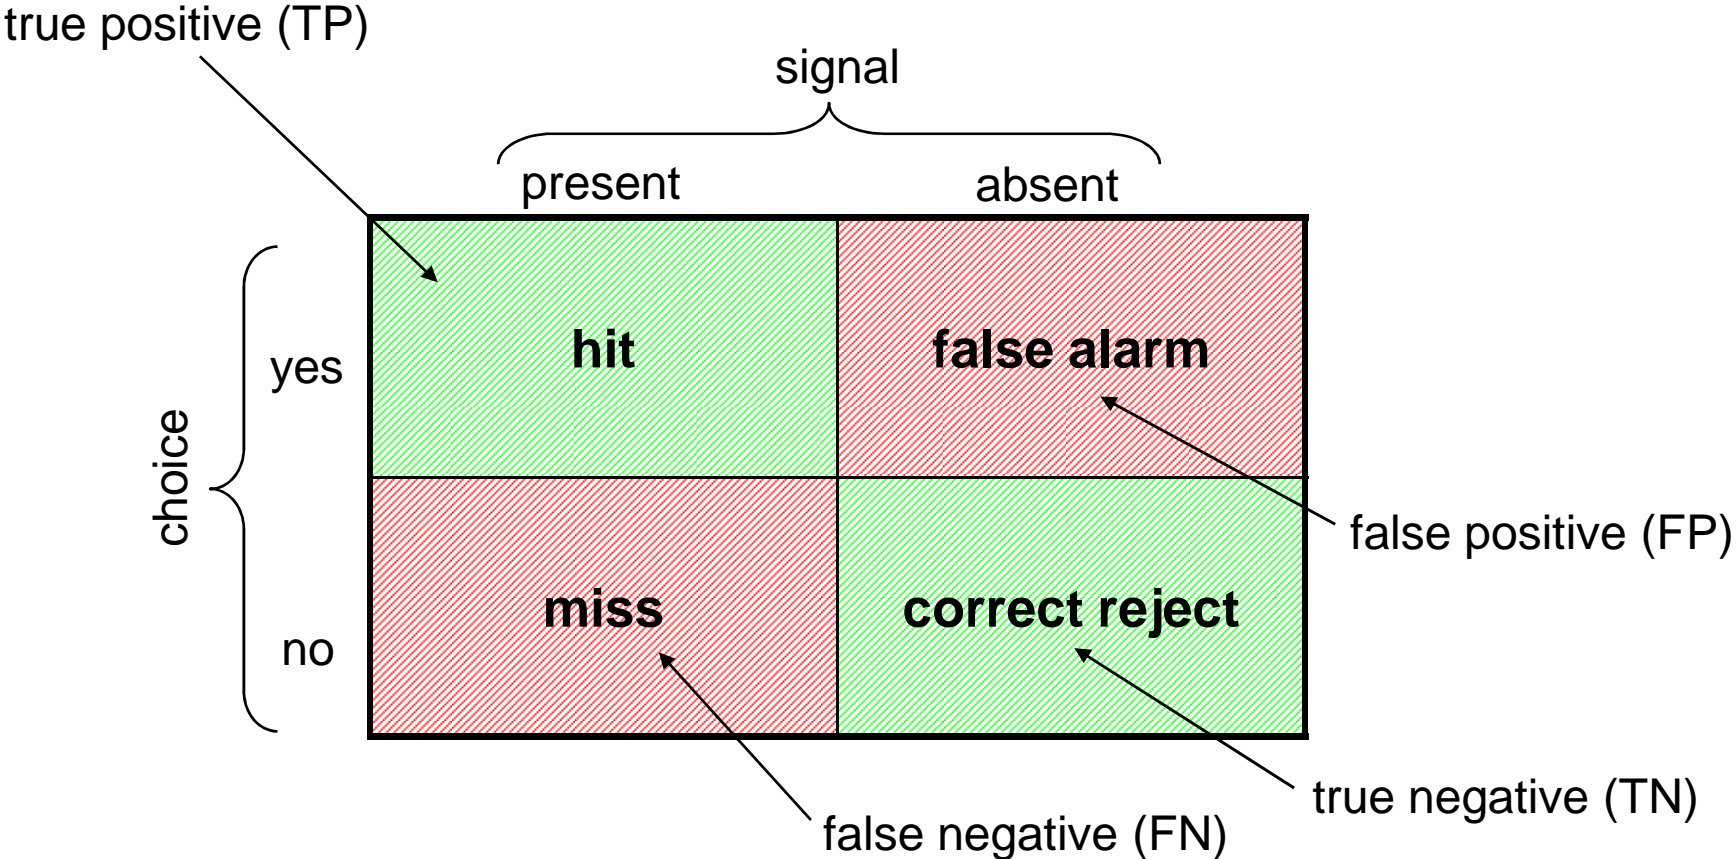 true positive (TP)
signal
present
absent
choice
yes
hit
false alarm
false positive (FP)
no
miss
correct reject
true negative (TN)
false negative (FN)